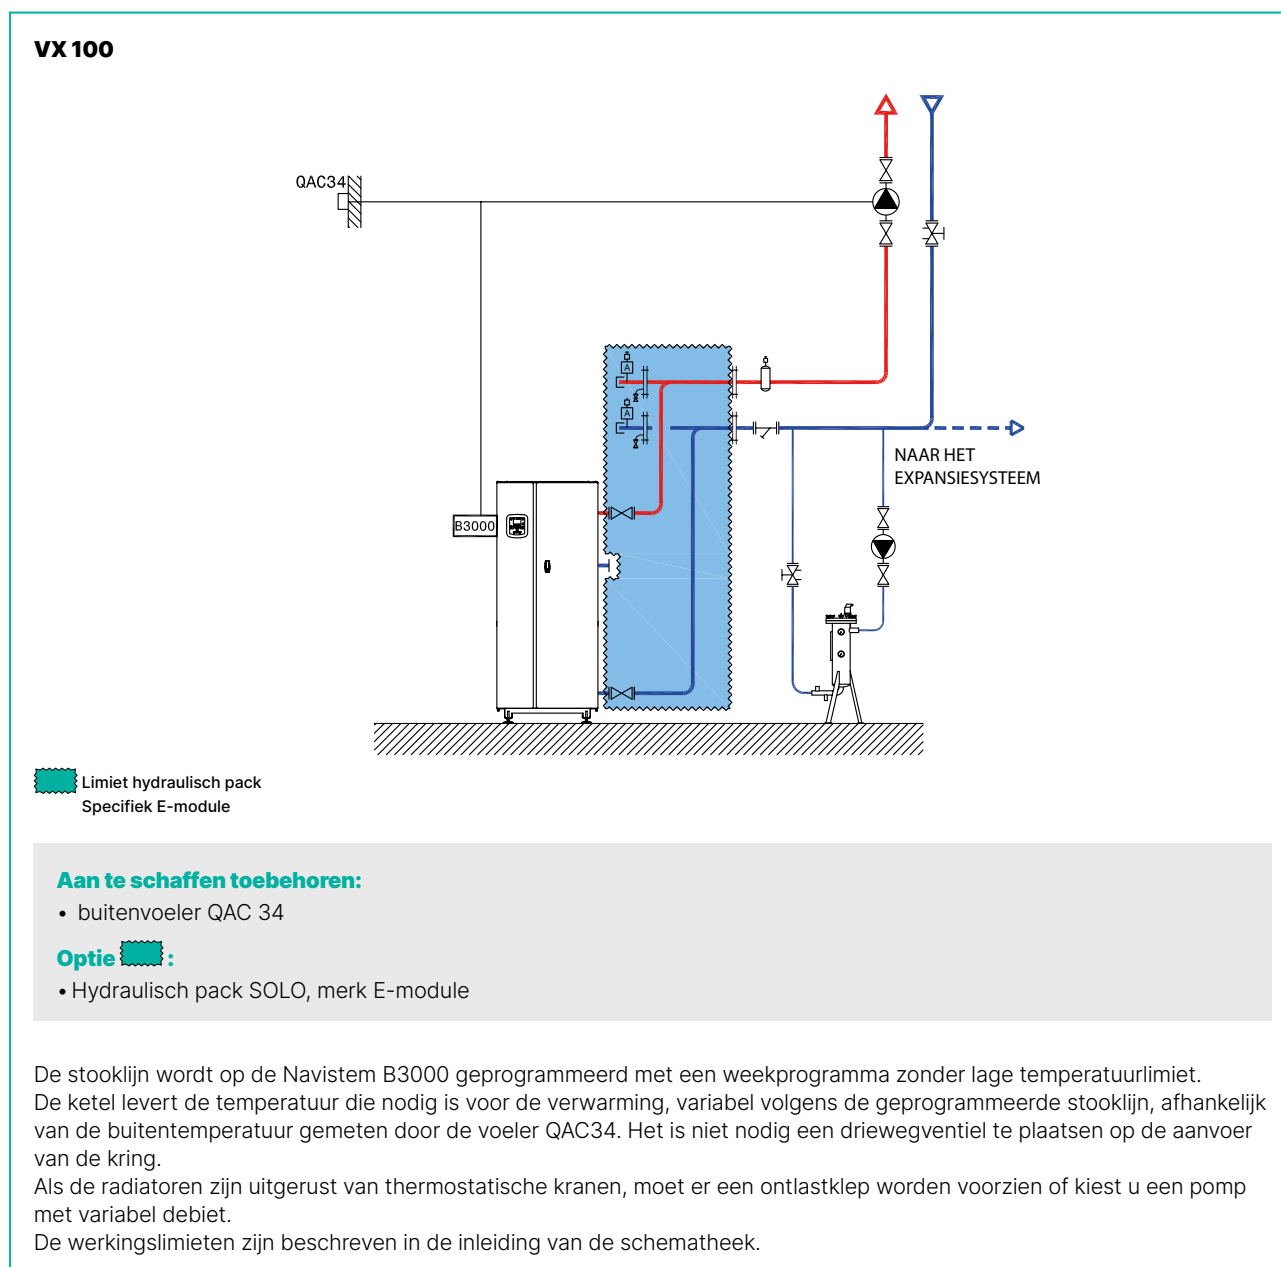 VX 100
QAC34
NAAR HET
EXPANSIESYSTEEM
A
A
B3000
Limiet hydraulisch pack
Specifiek E-module
Aan te schaffen toebehoren:
• buitenvoeler QAC 34
Optie :
• Hydraulisch pack SOLO, merk E-module
De stooklijn wordt op de Navistem B3000 geprogrammeerd met een weekprogramma zonder lage temperatuurlimiet.
De ketel levert de temperatuur die nodig is voor de verwarming, variabel volgens de geprogrammeerde stooklijn, afhankelijk
van de buitentemperatuur gemeten door de voeler QAC34. Het is niet nodig een driewegventiel te plaatsen op de aanvoer
van de kring.
Als de radiatoren zijn uitgerust van thermostatische kranen, moet er een ontlastklep worden voorzien of kiest u een pomp
met variabel debiet.
De werkingslimieten zijn beschreven in de inleiding van de schematheek.